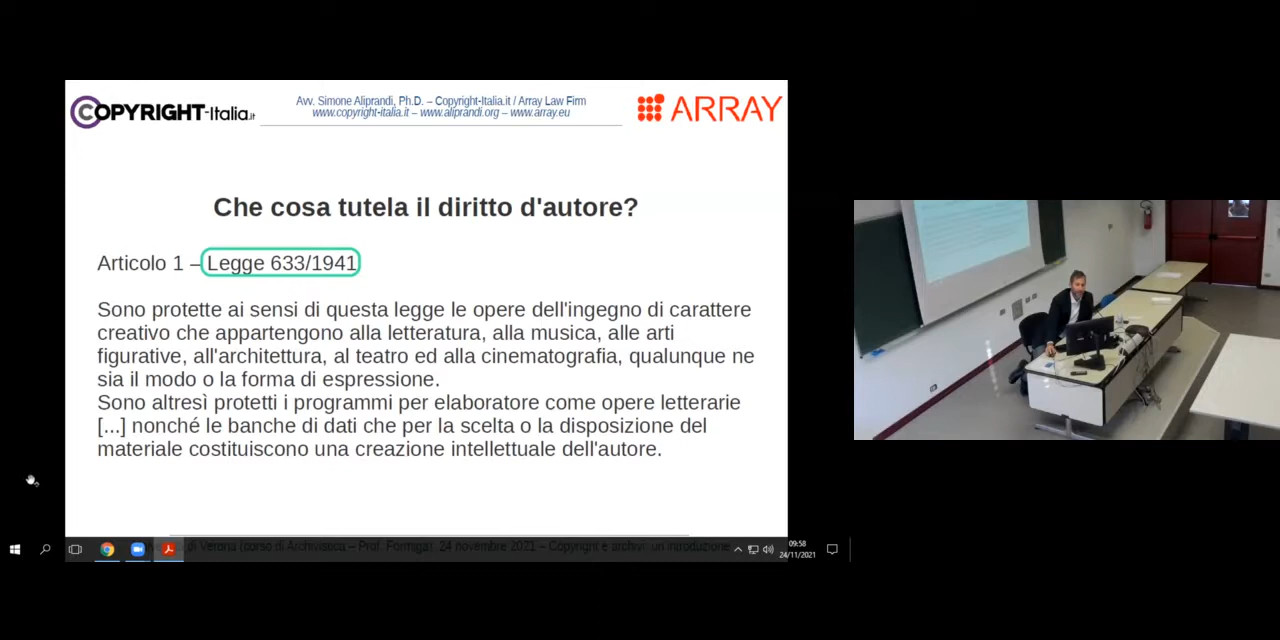 COPYRIGHT-Italia.it
Avv. Simone Aliprandi, Ph.D. – Copyright-Italia.it / Array Law Firm
www.copyright-italia.it – www.aliprandi.org – www.array.eu
ARRAY
Che cosa tutela il diritto d'autore?
Articolo 1 – Legge 633/1941
Sono protette ai sensi di questa legge le opere dell'ingegno di carattere
creativo che appartengono alla letteratura, alla musica, alle arti
figurative, all'architettura, al teatro ed alla cinematografia, qualunque ne
sia il modo o la forma di espressione.
Sono altresì protetti i programmi per elaboratore come opere letterarie
[...] nonché le banche di dati che per la scelta o la disposizione del
materiale costituiscono una creazione intellettuale dell'autore.
di Verona (corso di Archivistica – Prof. Formiga), 24 novembre 2021 – Copyright e archivi: un'introduzione
09:58
24/11/2021